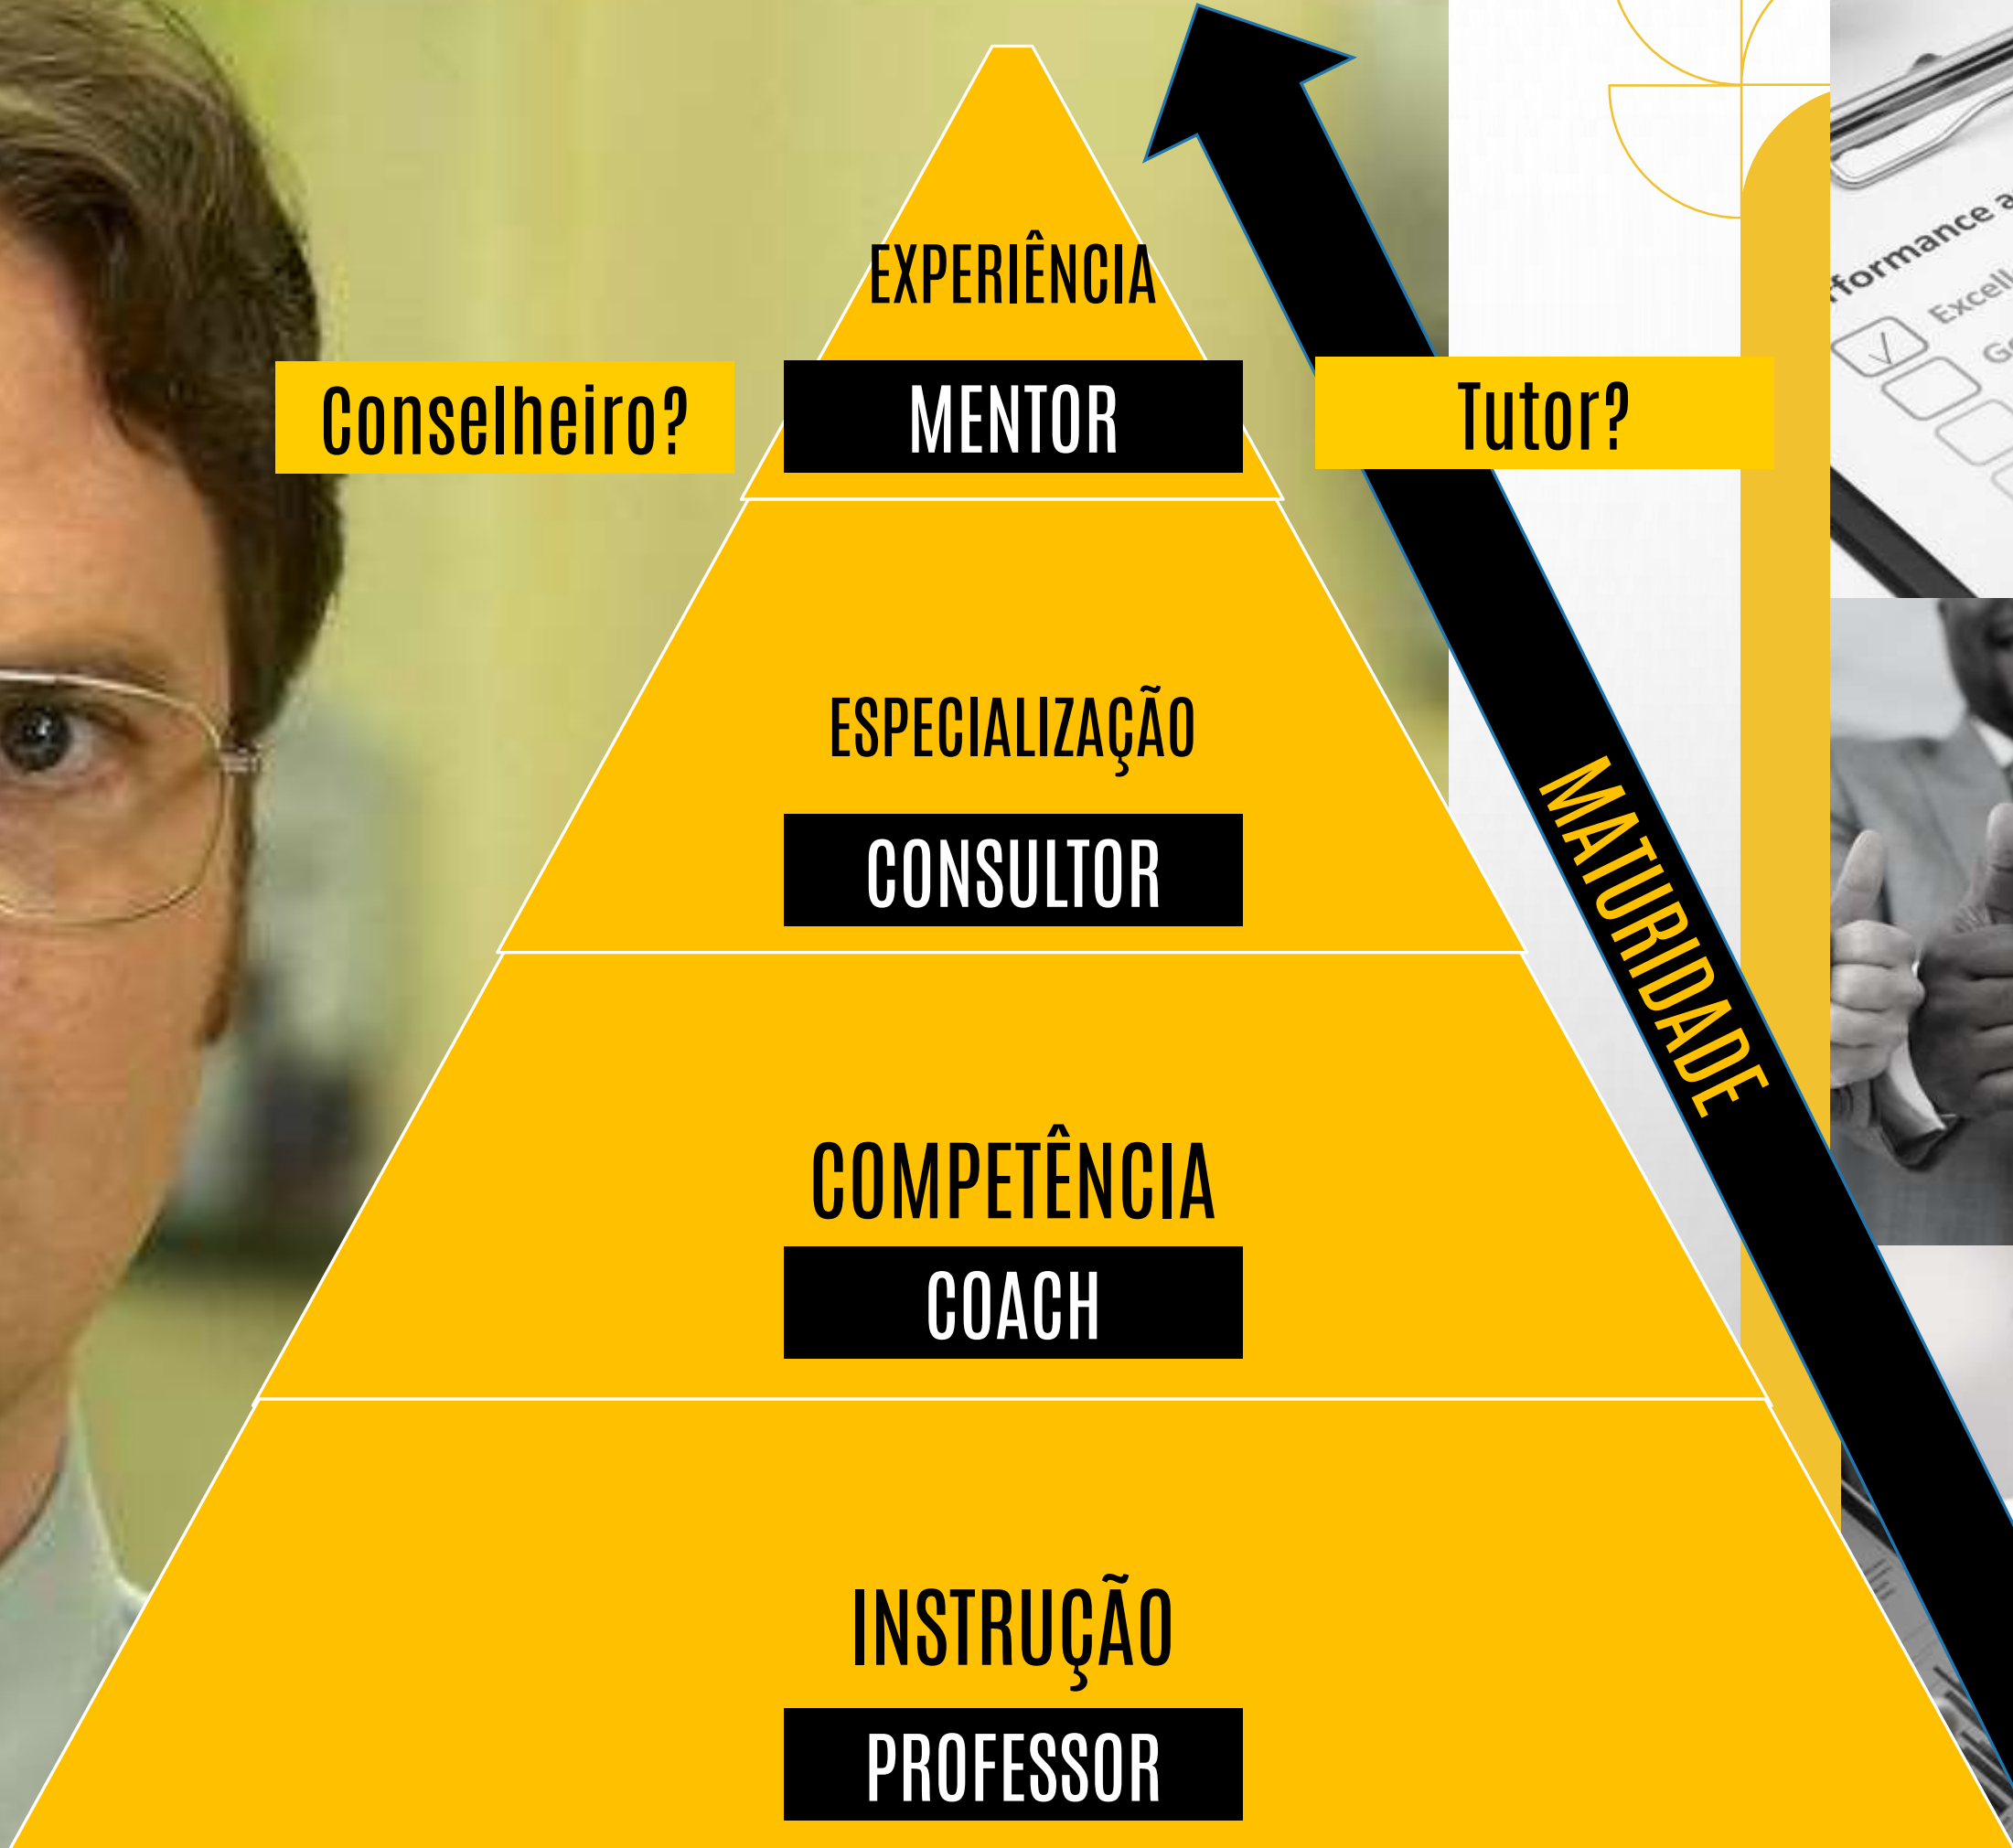 EXPERIÊNCIA
Conselheiro?
MENTOR
Tutor?
ESPECIALIZAÇÃO
CONSULTOR
MATURIDADE
COMPETÊNCIA
COACH
INSTRUÇÃO
PROFESSOR